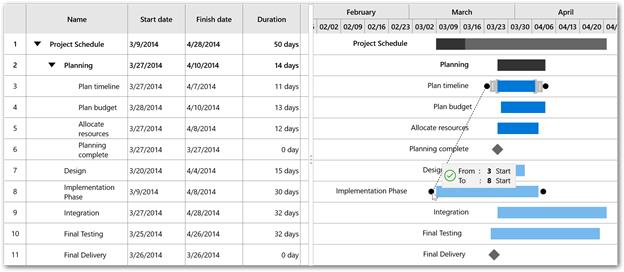 Name Start date Finish date Duration
February March April
03/02 02/09 02/16 02/23 03/02 03/09 03/16 03/23 03/30 04/06 04/13 04/20
1 Project Schedule 3/9/2014 4/28/2014 50 days
Project Schedule
2 Planning 3/27/2014 4/10/2014 14 days
Planning
3 Plan timeline 3/27/2014 4/7/2014 11 days
Plan timeline
4 Plan budget 3/28/2014 4/10/2014 13 days
Plan budget
5 Allocate
resources 3/27/2014 4/8/2014 12 days
Allocate resources
6 Planning
complete 3/27/2014 3/27/2014 0 day
Planning complete
7 Design 3/20/2014 4/4/2014 15 days
From : 3 Start
To : 8 Start
8 Implementation
Phase 3/9/2014 4/8/2014 30 days
Implementation Phase
9 Integration 3/27/2014 4/28/2014 32 days
Integration
10 Final Testing 3/25/2014 4/26/2014 32 days
Final Testing
11 Final Delivery 3/26/2014 3/26/2014 0 day
Final Delivery